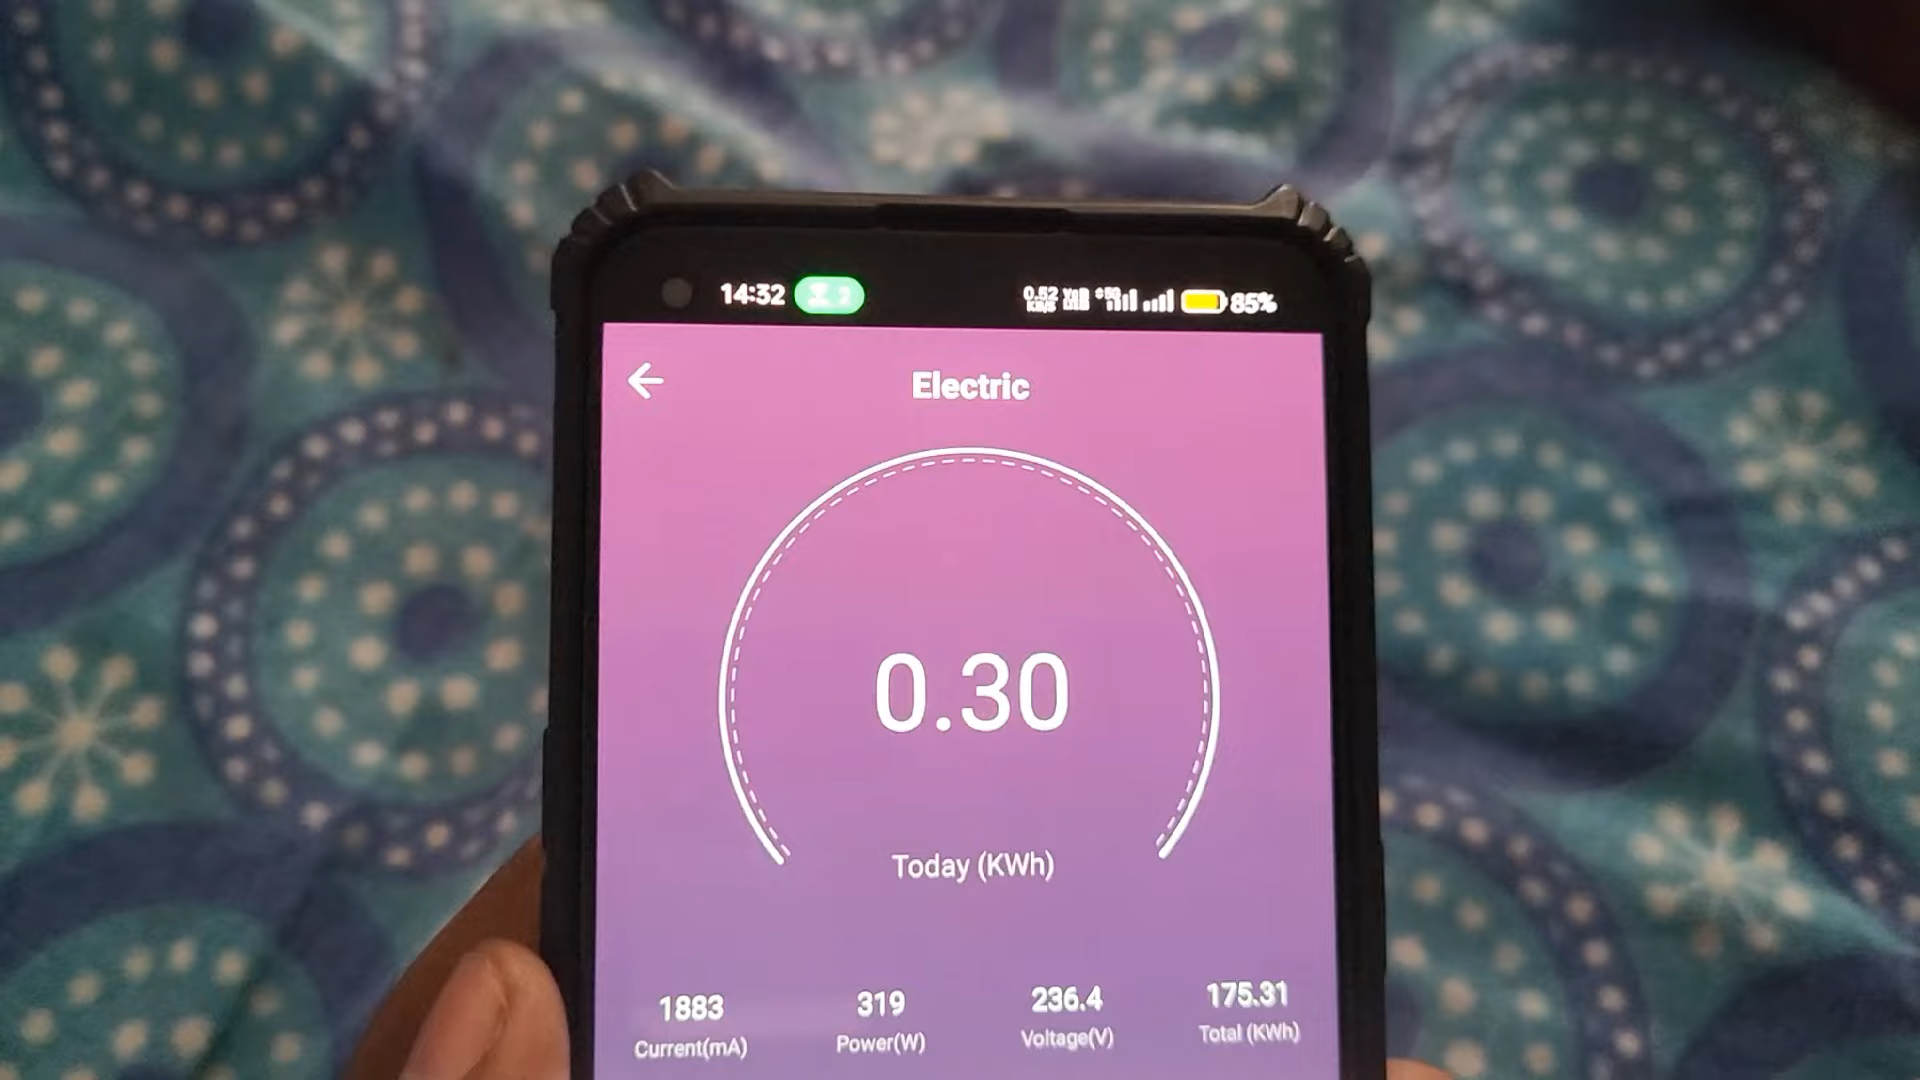 14:32 85%
Electric
0.30
Today (KWh)
1883 319 236.4 175.31
Current(mA) Power(W) Voltage(V) Total (KWh)